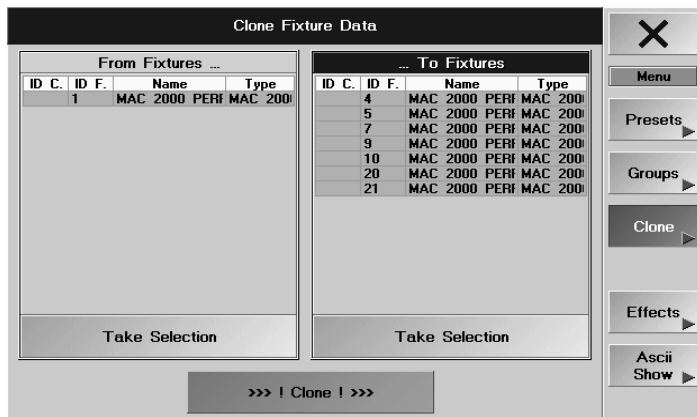 Clone Fixture Data
From Fixtures ...
ID C. ID F. Name Type
1 MAC 2000 PERF MAC 200
Take Selection
... To Fixtures
ID C. ID F. Name Type
4 MAC 2000 PERF MAC 200
5 MAC 2000 PERF MAC 200
7 MAC 2000 PERF MAC 200
9 MAC 2000 PERF MAC 200
10 MAC 2000 PERF MAC 200
20 MAC 2000 PERF MAC 200
21 MAC 2000 PERF MAC 200
Take Selection
>>> ! Clone ! >>>
Menu
Presets
Groups
Clone
Effects
Ascii
Show